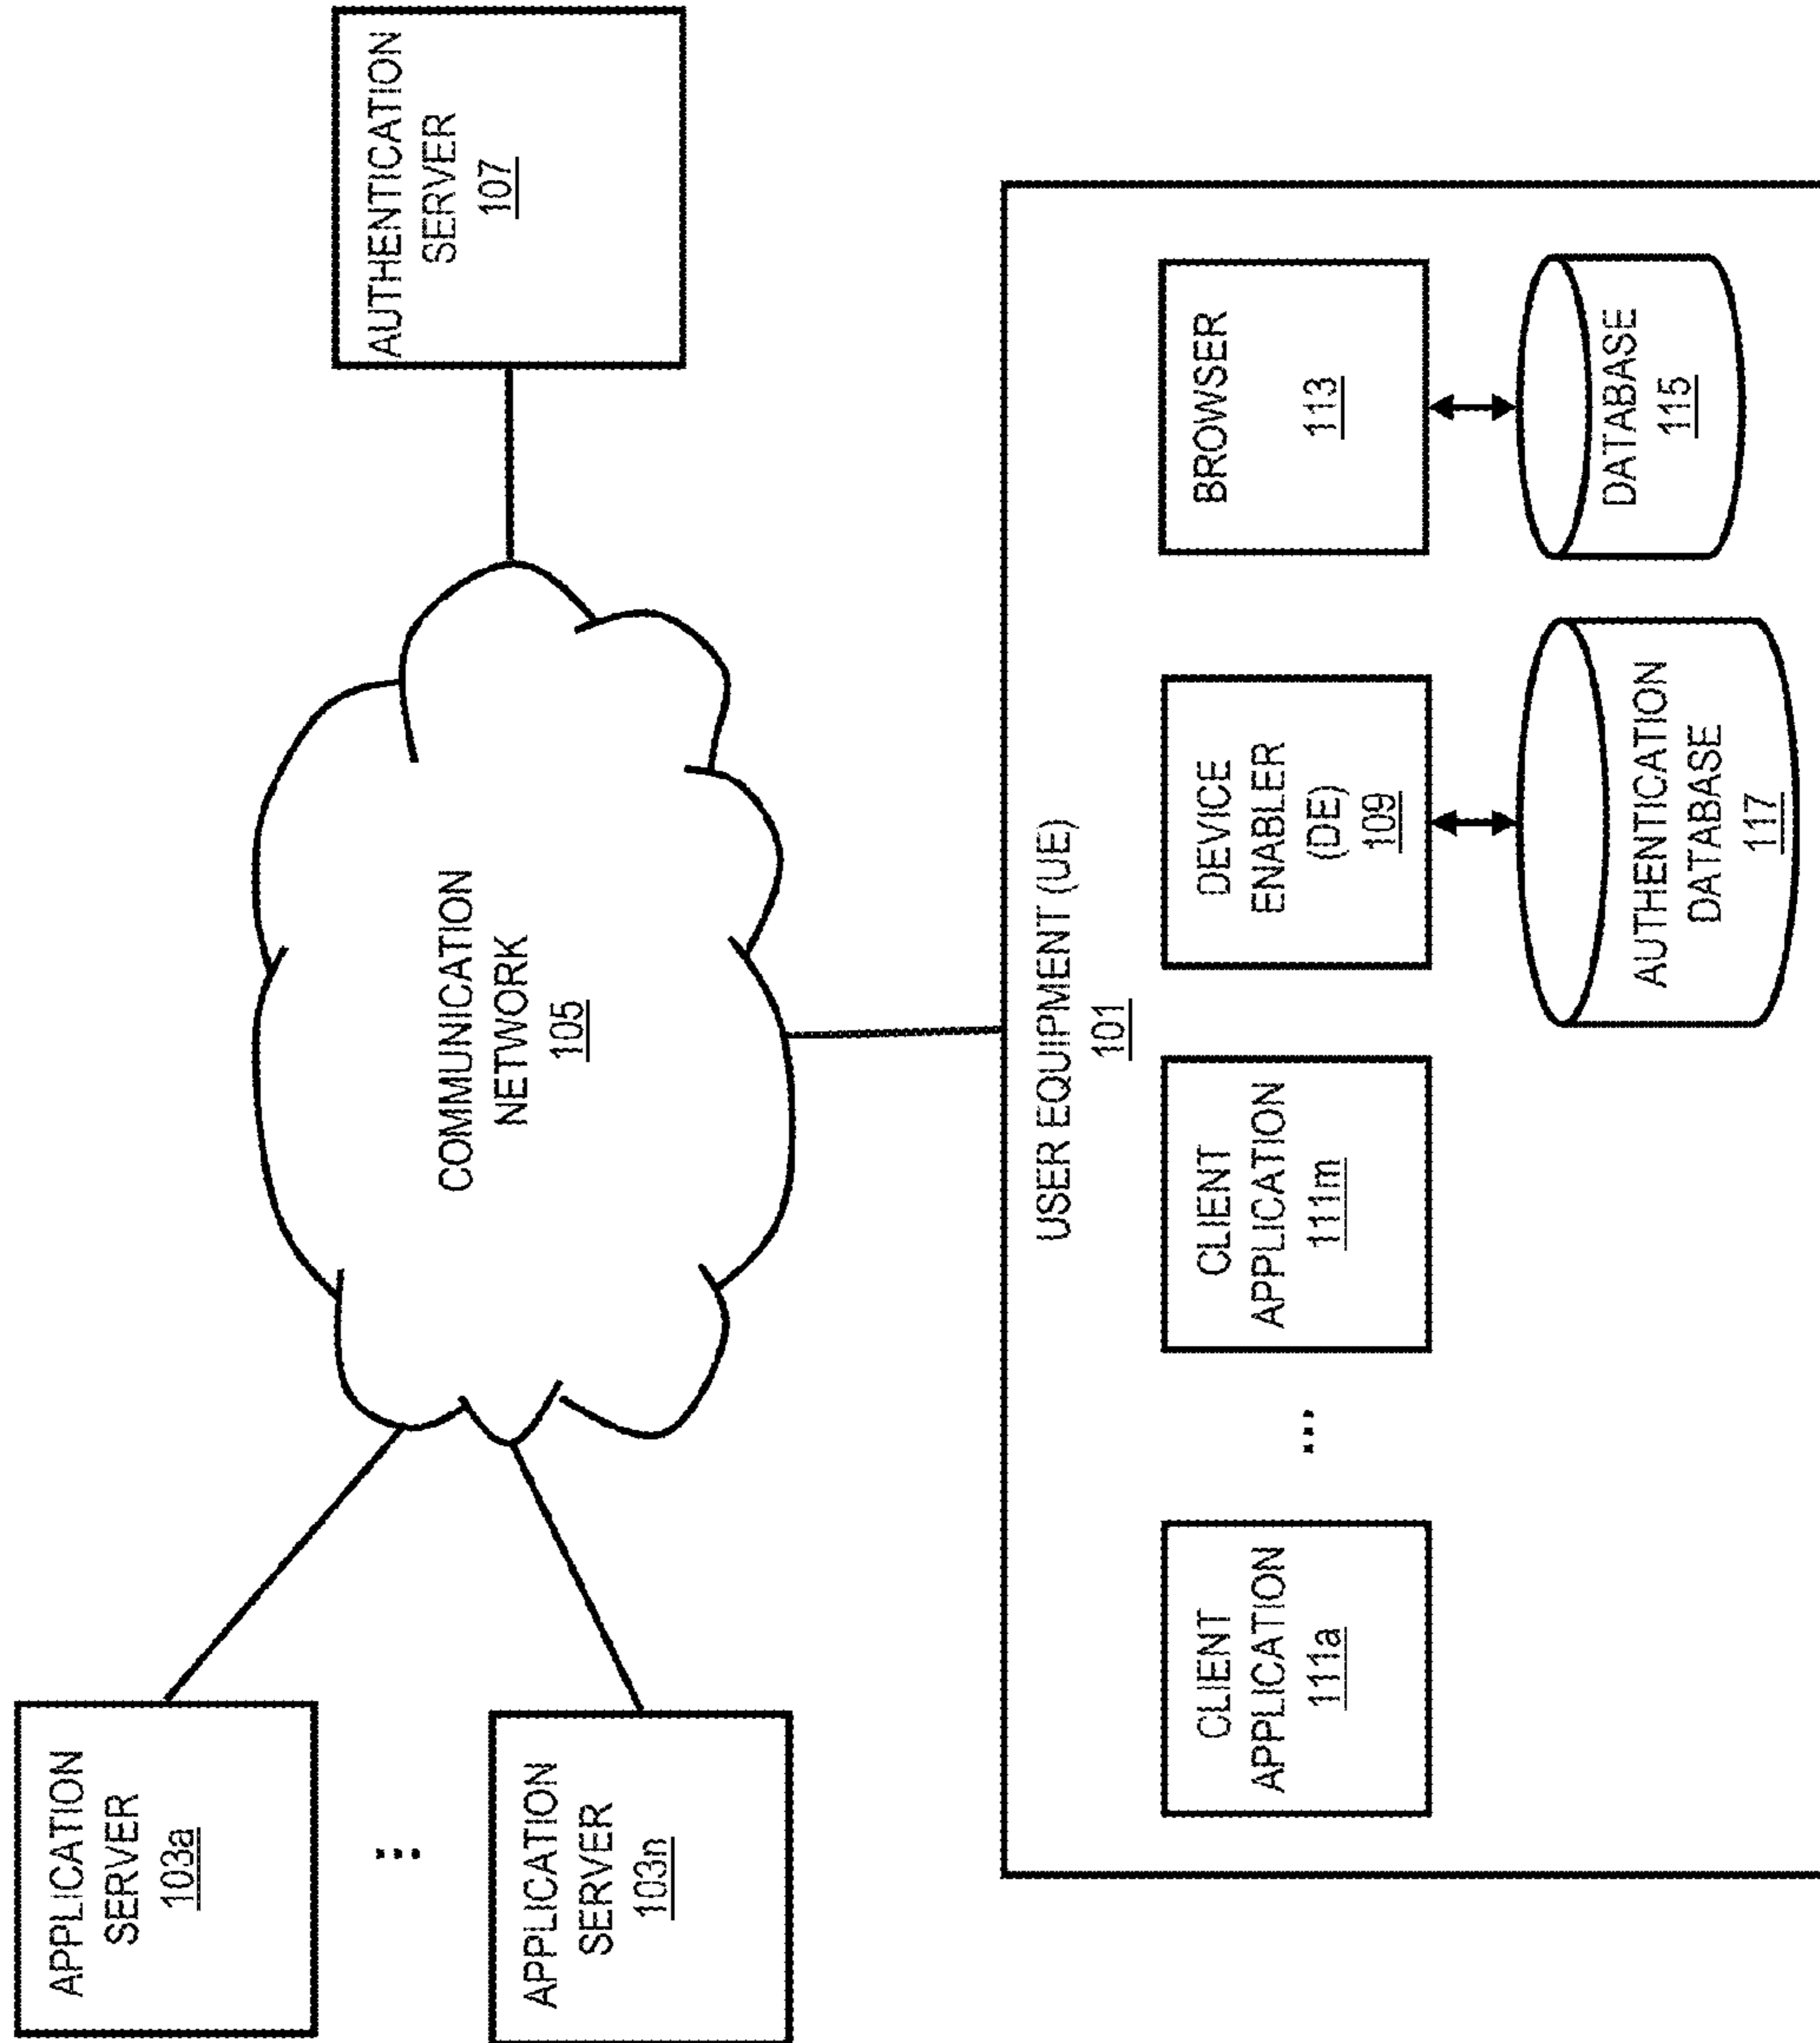 APPLICATION
SERVER
103a
...
APPLICATION
SERVER
103n
COMMUNICATION
NETWORK
105
AUTHENTICATION
SERVER
107
USER EQUIPMENT (UE)
101
CLIENT
APPLICATION
111a
...
CLIENT
APPLICATION
111m
DEVICE
ENABLER
(DE)
109
BROWSER
113
AUTHENTICATION
DATABASE
117
DATABASE
115